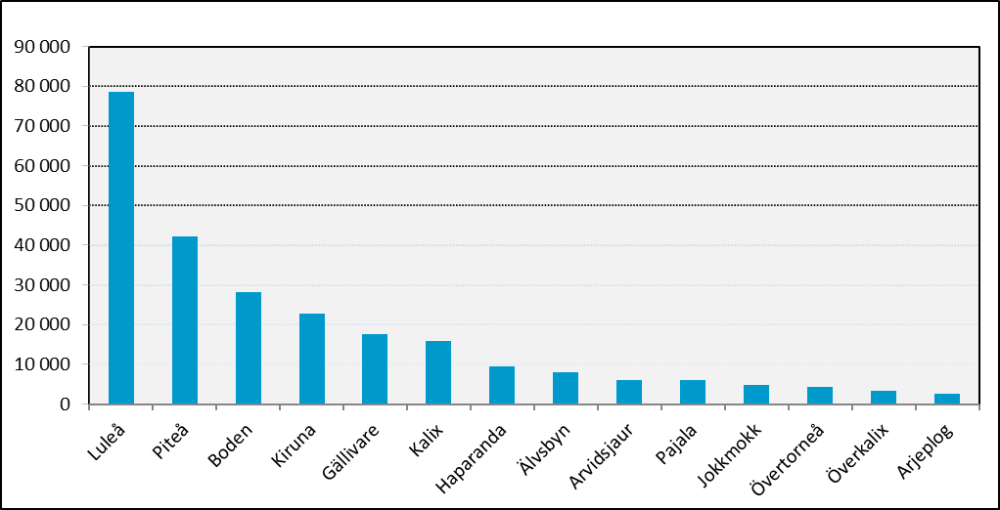 90 000
80 000
70 000
60 000
50 000
40 000
30 000
20 000
10 000
0
Luleå
Piteå
Boden
Kiruna
Gällivare
Kalix
Haparanda
Älvsbyn
Arvidsjaur
Pajala
Jokkmokk
Övertorneå
Överkalix
Arjeplog